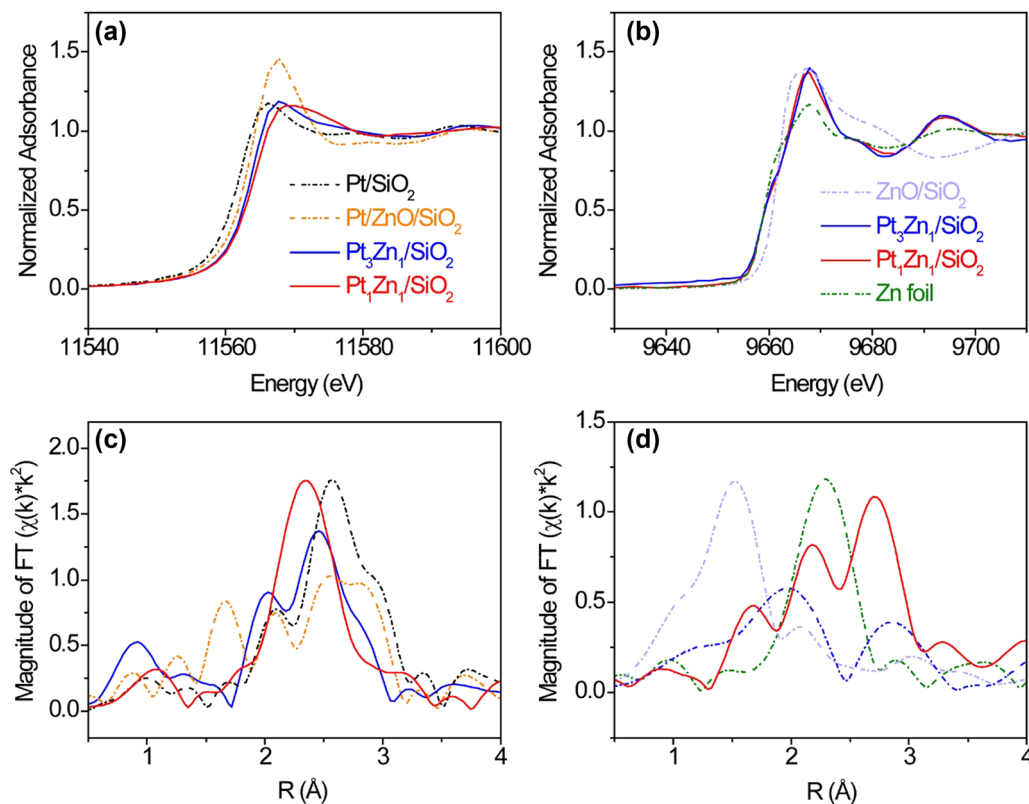 (a)
Normalized Adsorbance
1.5
1.0
0.5
0.0
Pt/SiO₂
Pt/ZnO/SiO₂
Pt₃Zn₁/SiO₂
Pt₁Zn₁/SiO₂
11540 11560 11580 11600
Energy (eV)
(b)
Normalized Adsorbance
1.5
1.0
0.5
0.0
ZnO/SiO₂
Pt₃Zn₁/SiO₂
Pt₁Zn₁/SiO₂
Zn foil
9640 9660 9680 9700
Energy (eV)
(c)
Magnitude of FT (χ(k)*k²)
2.0
1.5
1.0
0.5
0.0
1 2 3 4
R (Å)
(d)
Magnitude of FT (χ(k)*k²)
1.5
1.0
0.5
0.0
1 2 3 4
R (Å)